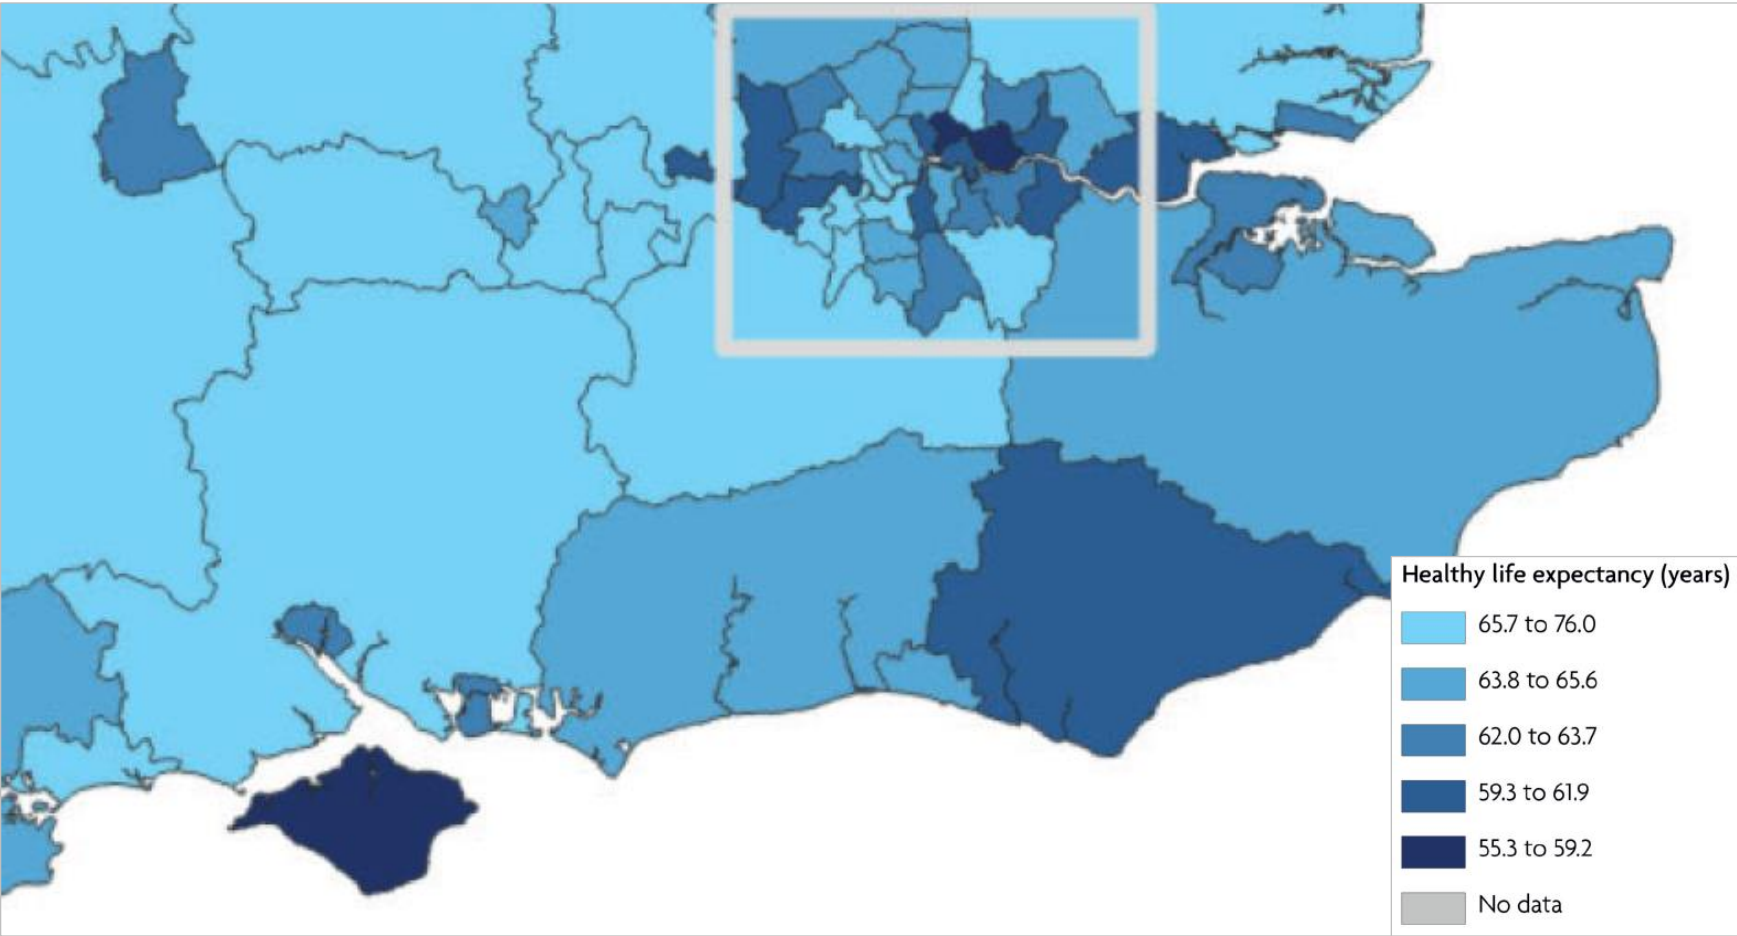 Healthy life expectancy (years)
65.7 to 76.0
63.8 to 65.6
62.0 to 63.7
59.3 to 61.9
55.3 to 59.2
No data